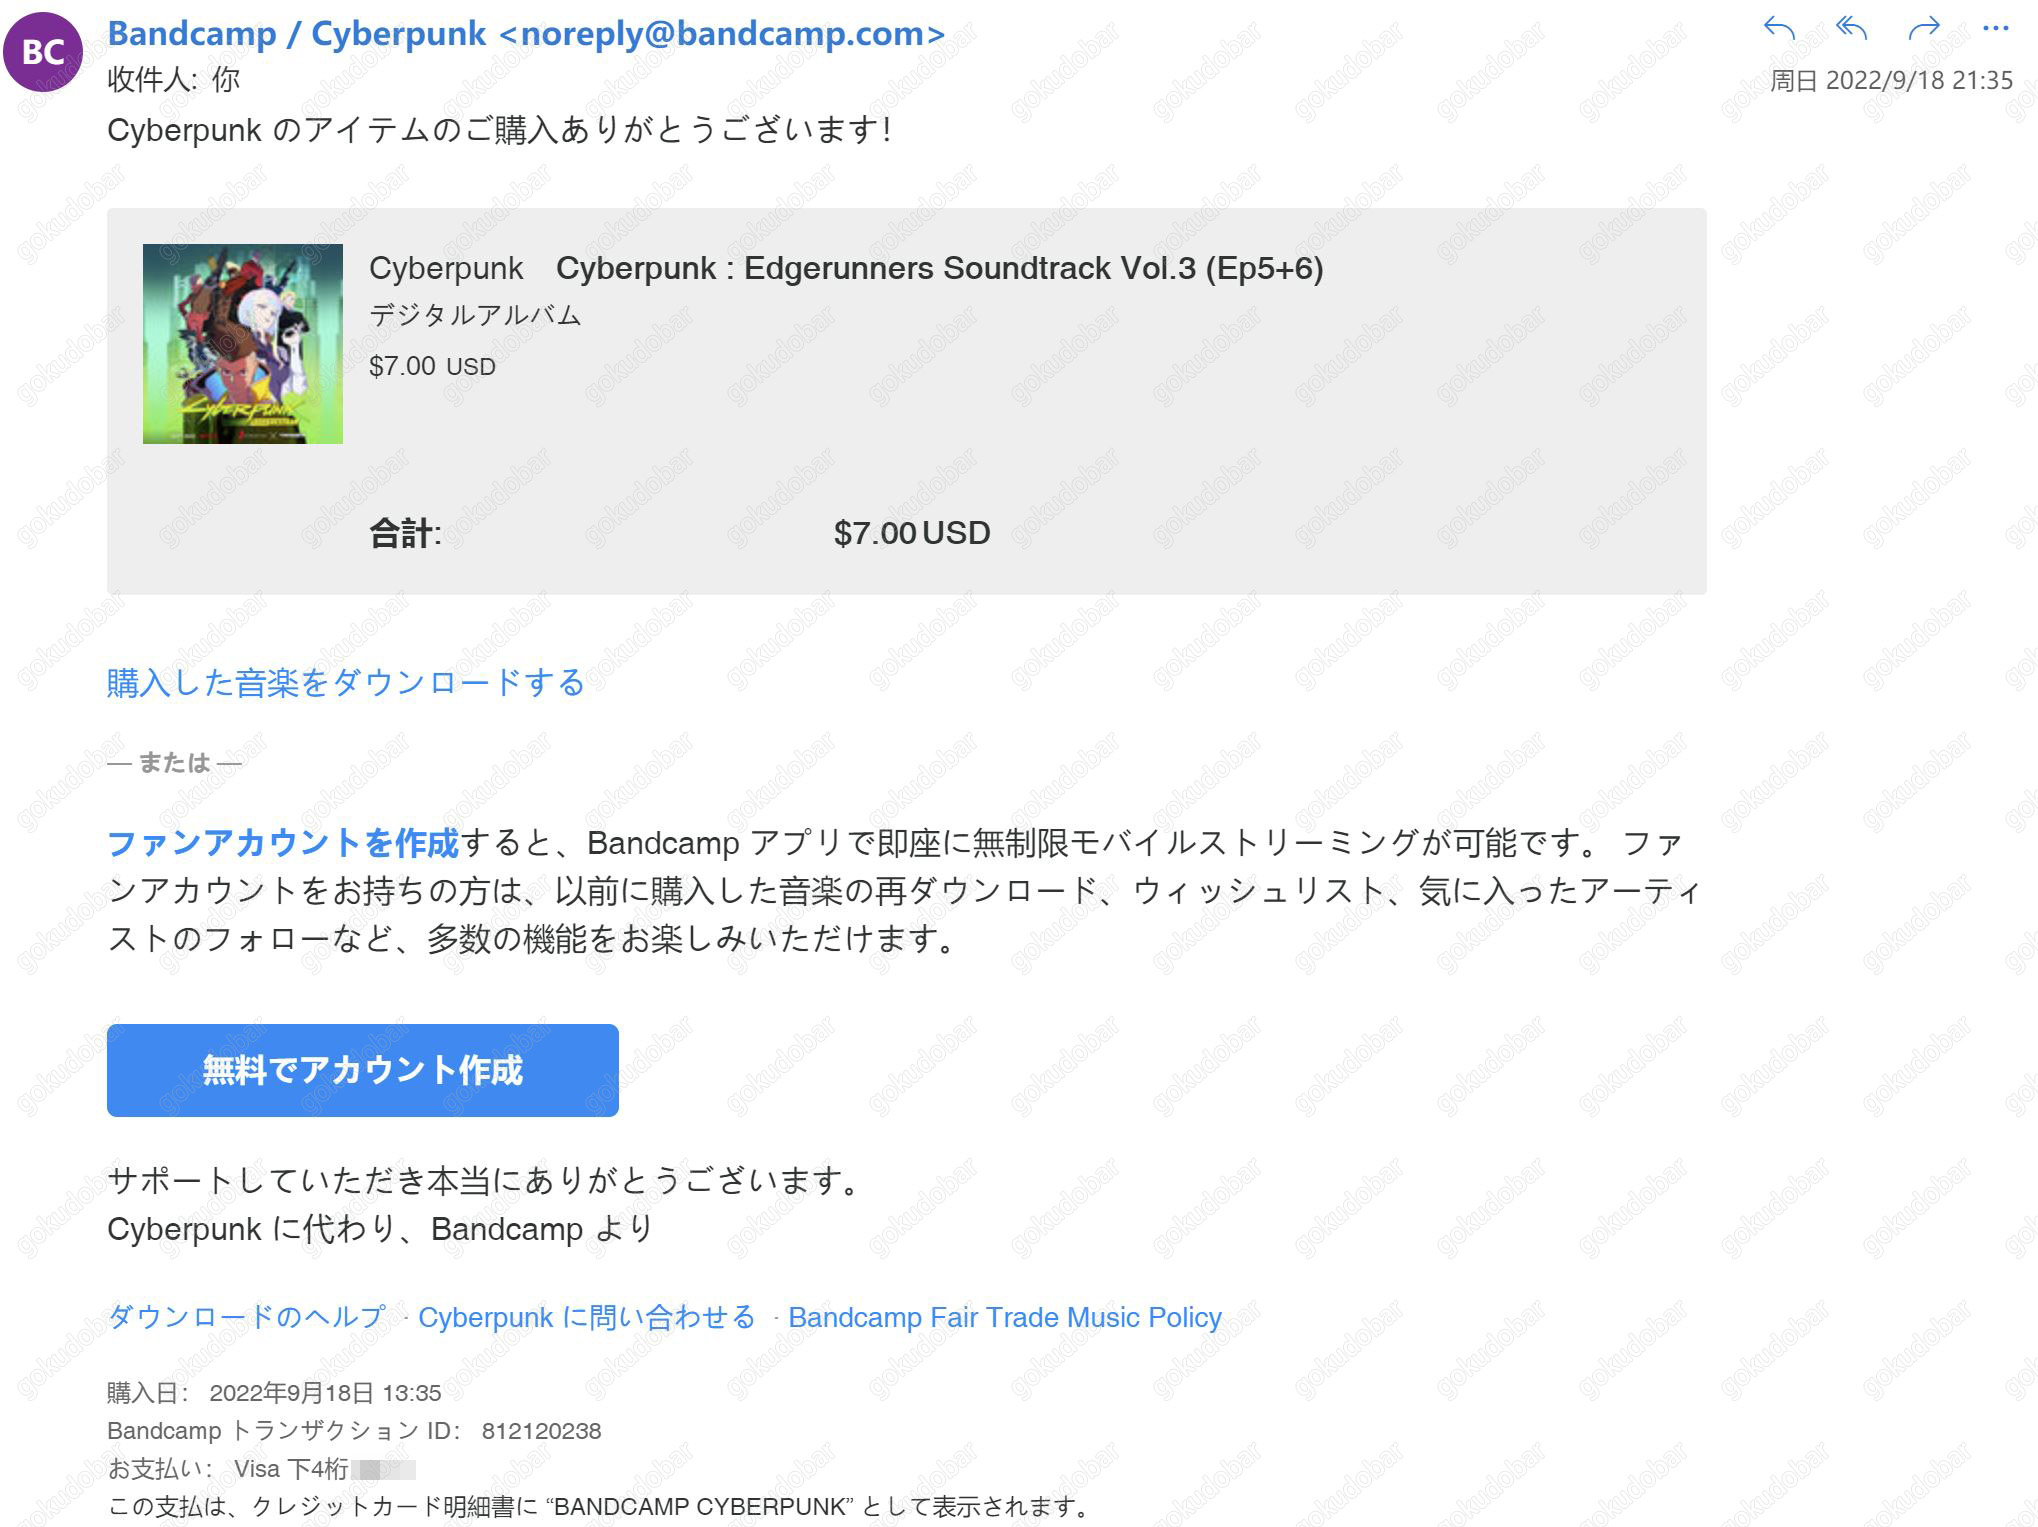 BC
Bandcamp / Cyberpunk <noreply@bandcamp.com>
收件人: 你
周日 2022/9/18 21:35
Cyberpunk のアイテムのご購入ありがとうございます!
Cyberpunk Cyberpunk : Edgerunners Soundtrack Vol.3 (Ep5+6)
デジタルアルバム
$7.00 USD
Cyberpunk
合計: $7.00 USD
購入した音楽をダウンロードする
— または —
ファンアカウントを作成すると、Bandcamp アプリで即座に無制限モバイルストリーミングが可能です。 ファ
ンアカウントをお持ちの方は、以前に購入した音楽の再ダウンロード、ウィッシュリスト、気に入ったアーティ
ストのフォローなど、多数の機能をお楽しみいただけます。
無料でアカウント作成
サポートしていただき本当にありがとうございます。
Cyberpunk に代わり、Bandcamp より
ダウンロードのヘルプ · Cyberpunk に問い合わせる · Bandcamp Fair Trade Music Policy
購入日： 2022年9月18日 13:35
Bandcamp トランザクション ID： 812120238
お支払い： Visa 下4桁
この支払は、クレジットカード明細書に “BANDCAMP CYBERPUNK” として表示されます。
gokudobar